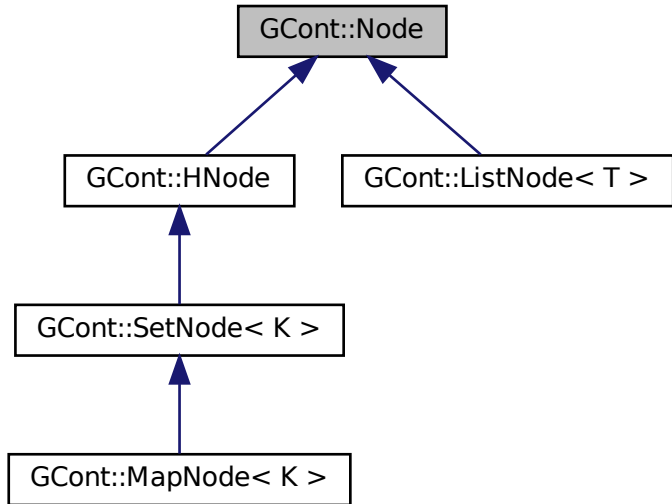 GCont::Node
GCont::HNode
GCont::ListNode< T >
GCont::SetNode< K >
GCont::MapNode< K >